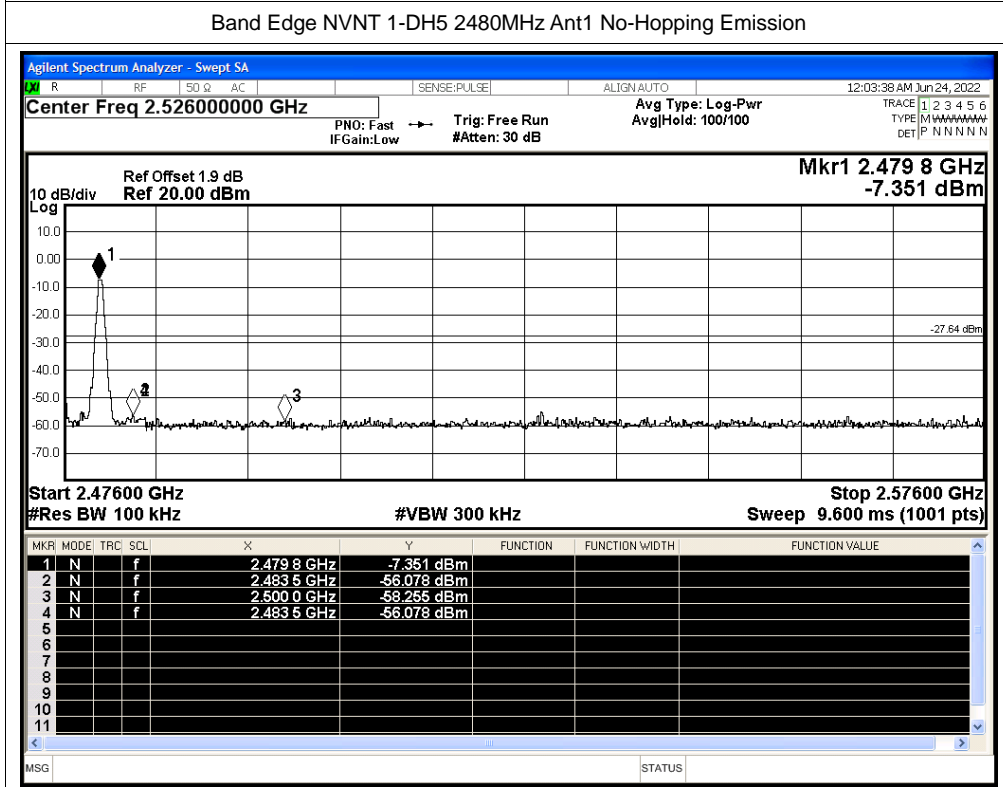 Band Edge NVNT 1-DH5 2480MHz Ant1 No-Hopping Emission
Agilent Spectrum Analyzer - Swept SA
LXI R RF 50 Ω AC SENSE:PULSE ALIGN AUTO 12:03:38 AM Jun 24, 2022
Center Freq 2.526000000 GHz
PNO: Fast
IFGain:Low
Trig: Free Run
#Atten: 30 dB
Avg Type: Log-Pwr
Avg|Hold: 100/100
TRACE 1 2 3 4 5 6
TYPE M WWWWW
DET P N N N N N
Mkr1 2.479 8 GHz
-7.351 dBm
Ref Offset 1.9 dB
10 dB/div Ref 20.00 dBm
Log
10.0
0.00
-10.0
-20.0
-30.0
-40.0
-50.0
-60.0
-70.0
1
2
3
-27.64 dBm
Start 2.47600 GHz Stop 2.57600 GHz
#Res BW 100 kHz #VBW 300 kHz Sweep 9.600 ms (1001 pts)
MKR MODE TRC SCL X Y FUNCTION FUNCTION WIDTH FUNCTION VALUE
1 N f 2.479 8 GHz -7.351 dBm
2 N f 2.483 5 GHz -56.078 dBm
3 N f 2.500 0 GHz -58.255 dBm
4 N f 2.483 5 GHz -56.078 dBm
5
6
7
8
9
10
11
MSG STATUS